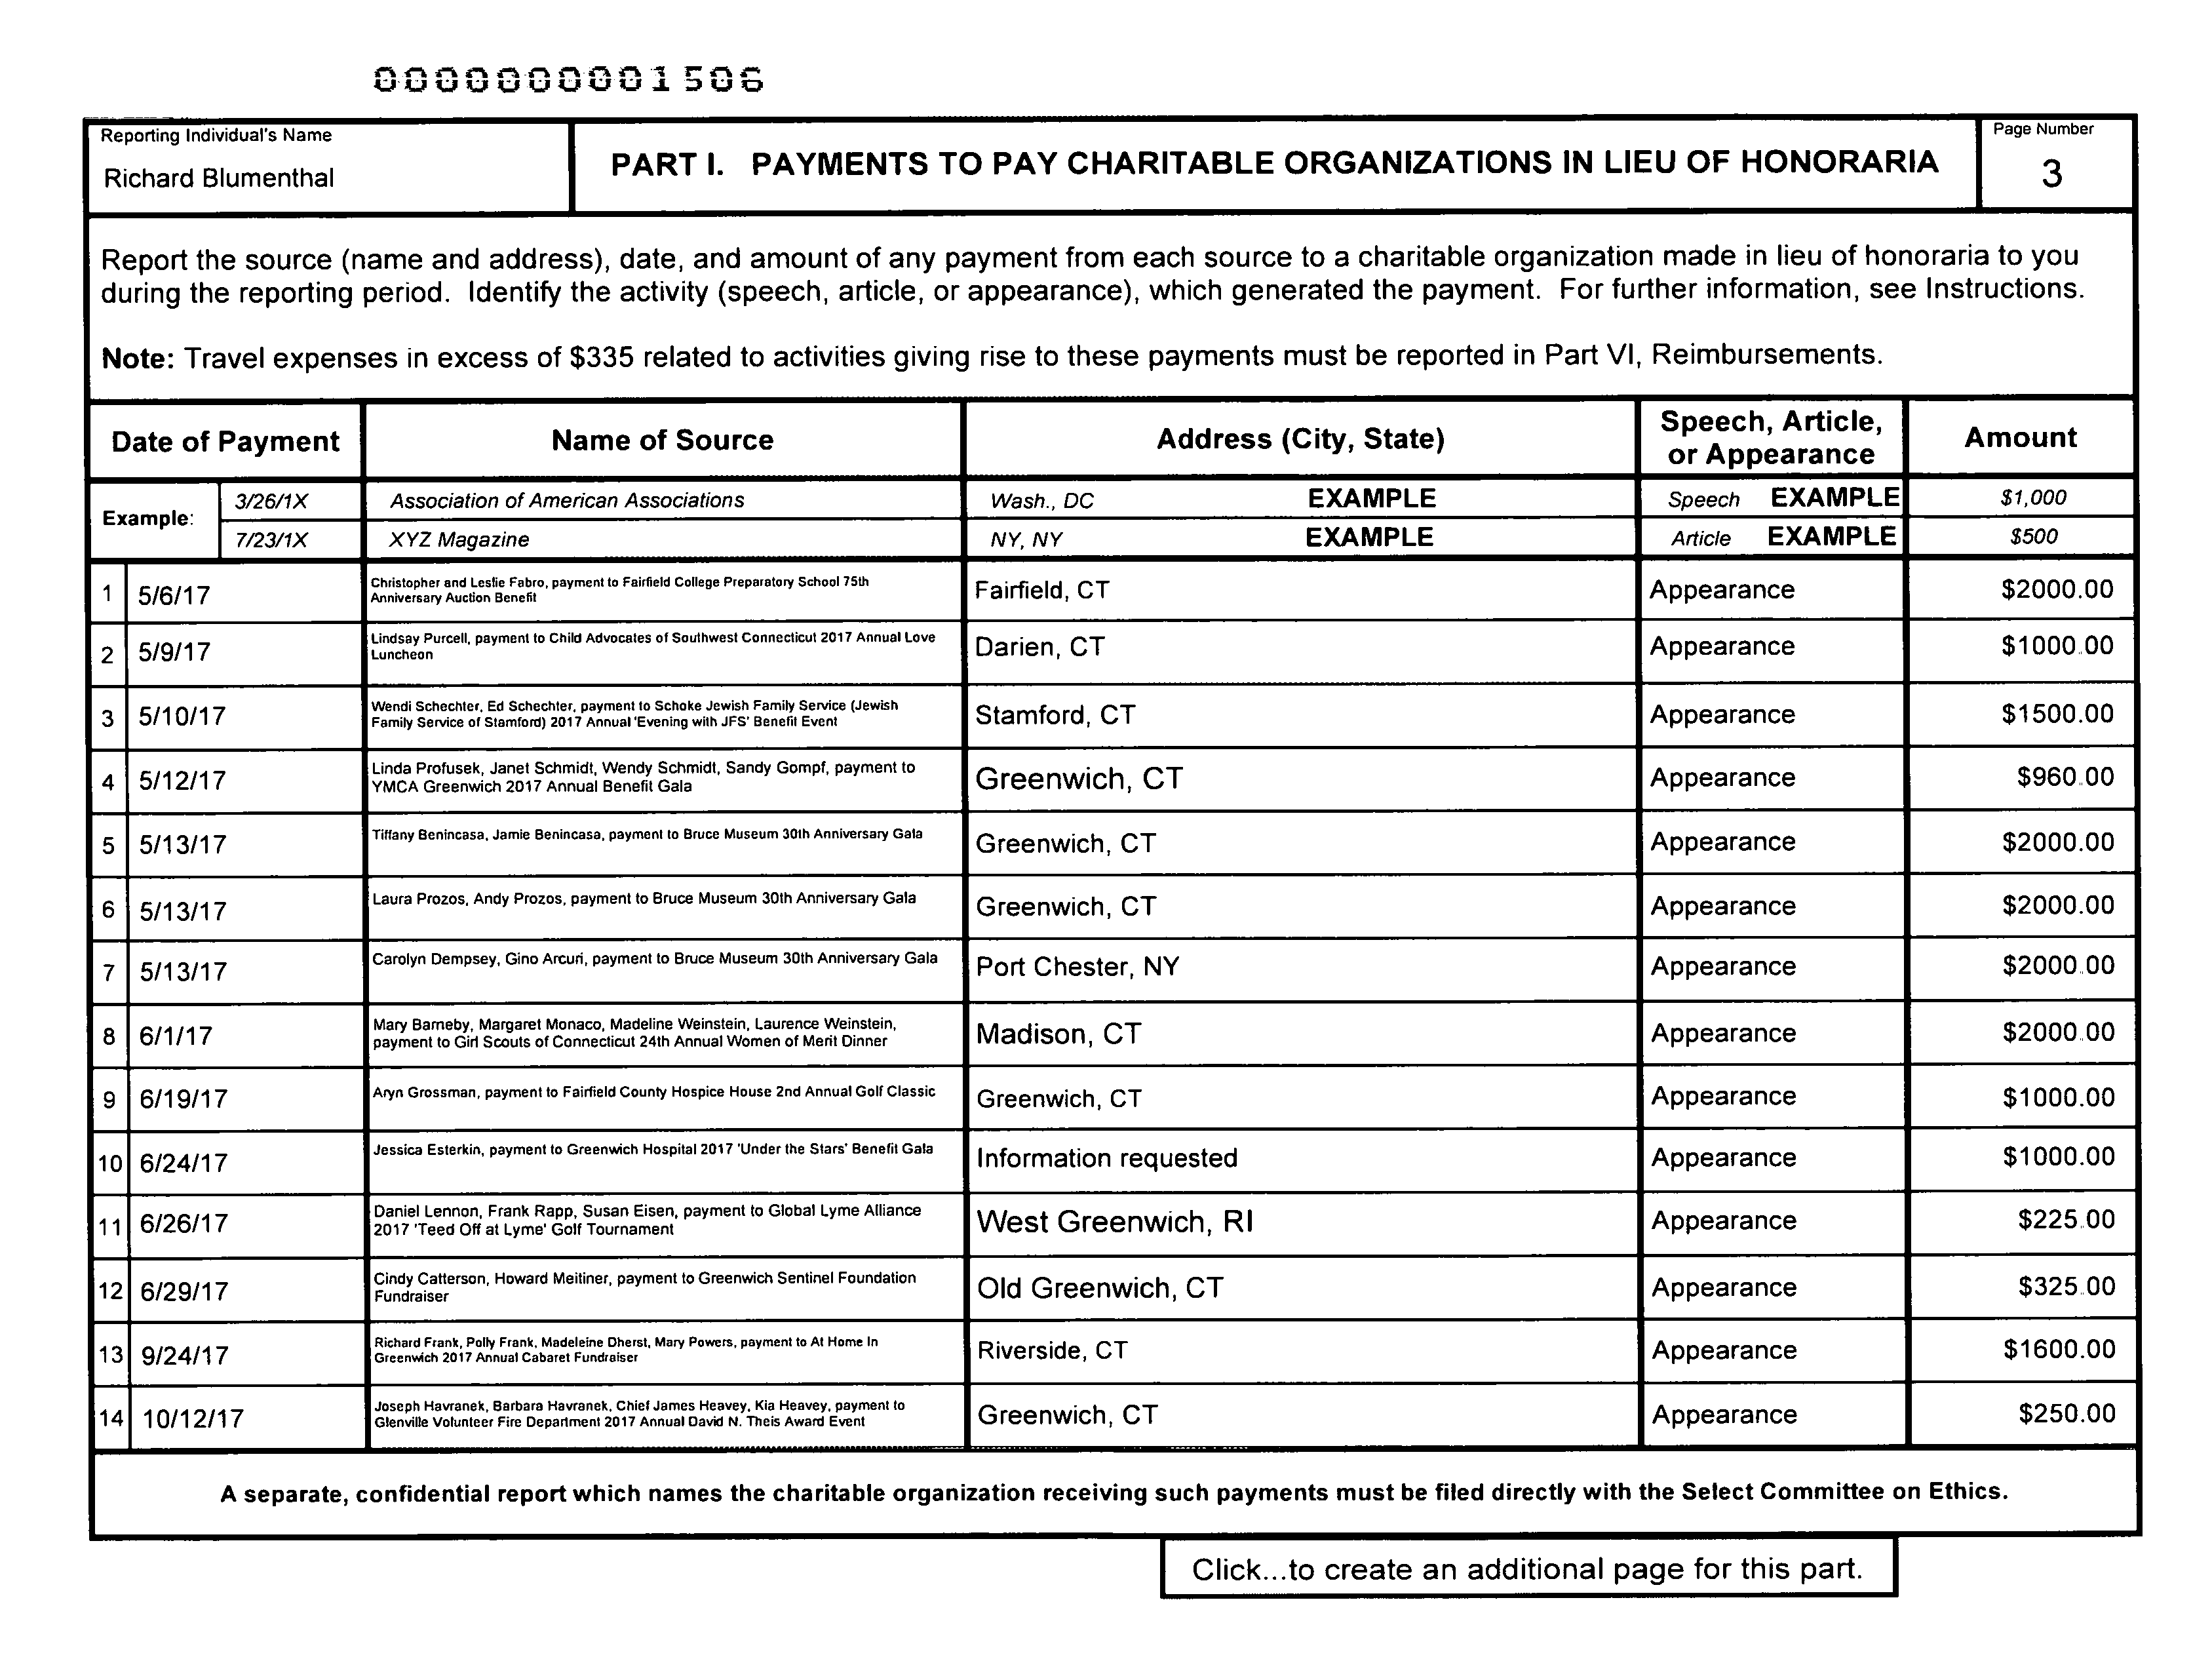 0000000001506
Reporting Individual's Name
Richard Blumenthal
PART I. PAYMENTS TO PAY CHARITABLE ORGANIZATIONS IN LIEU OF HONORARIA
Page Number
3
Report the source (name and address), date, and amount of any payment from each source to a charitable organization made in lieu of honoraria to you
during the reporting period. Identify the activity (speech, article, or appearance), which generated the payment. For further information, see Instructions.
Note: Travel expenses in excess of $335 related to activities giving rise to these payments must be reported in Part VI, Reimbursements.
Date of Payment
Name of Source
Address (City, State)
Speech, Article,
or Appearance
Amount
Example:
3/26/1X Association of American Associations Wash., DC EXAMPLE Speech EXAMPLE $1,000
7/23/1X XYZ Magazine NY, NY EXAMPLE Article EXAMPLE $500
1 5/6/17
Christopher and Leslie Fabro, payment to Fairfield College Preparatory School 75th
Anniversary Auction Benefit
Fairfield, CT Appearance $2000.00
2 5/9/17
Lindsay Purcell, payment to Child Advocates of Southwest Connecticut 2017 Annual Love
Luncheon
Darien, CT Appearance $1000.00
3 5/10/17
Wendi Schechter, Ed Schechter, payment to Schoke Jewish Family Service (Jewish
Family Service of Stamford) 2017 Annual 'Evening with JFS' Benefit Event
Stamford, CT Appearance $1500.00
4 5/12/17
Linda Profusek, Janet Schmidt, Wendy Schmidt, Sandy Gompf, payment to
YMCA Greenwich 2017 Annual Benefit Gala
Greenwich, CT Appearance $960.00
5 5/13/17
Tiffany Benincasa, Jamie Benincasa, payment to Bruce Museum 30th Anniversary Gala
Greenwich, CT Appearance $2000.00
6 5/13/17
Laura Prozos, Andy Prozos, payment to Bruce Museum 30th Anniversary Gala
Greenwich, CT Appearance $2000.00
7 5/13/17
Carolyn Dempsey, Gino Arcuri, payment to Bruce Museum 30th Anniversary Gala
Port Chester, NY Appearance $2000.00
8 6/1/17
Mary Barneby, Margaret Monaco, Madeline Weinstein, Laurence Weinstein,
payment to Girl Scouts of Connecticut 24th Annual Women of Merit Dinner
Madison, CT Appearance $2000.00
9 6/19/17
Aryn Grossman, payment to Fairfield County Hospice House 2nd Annual Golf Classic
Greenwich, CT Appearance $1000.00
10 6/24/17
Jessica Esterkin, payment to Greenwich Hospital 2017 'Under the Stars' Benefit Gala
Information requested Appearance $1000.00
11 6/26/17
Daniel Lennon, Frank Rapp, Susan Eisen, payment to Global Lyme Alliance
2017 'Teed Off at Lyme' Golf Tournament
West Greenwich, RI Appearance $225.00
12 6/29/17
Cindy Catterson, Howard Meitiner, payment to Greenwich Sentinel Foundation
Fundraiser
Old Greenwich, CT Appearance $325.00
13 9/24/17
Richard Frank, Polly Frank, Madeleine Dherst, Mary Powers, payment to At Home In
Greenwich 2017 Annual Cabaret Fundraiser
Riverside, CT Appearance $1600.00
14 10/12/17
Joseph Havranek, Barbara Havranek, Chief James Heavey, Kia Heavey, payment to
Glenville Volunteer Fire Department 2017 Annual David N. Theis Award Event
Greenwich, CT Appearance $250.00
A separate, confidential report which names the charitable organization receiving such payments must be filed directly with the Select Committee on Ethics.
Click...to create an additional page for this part.